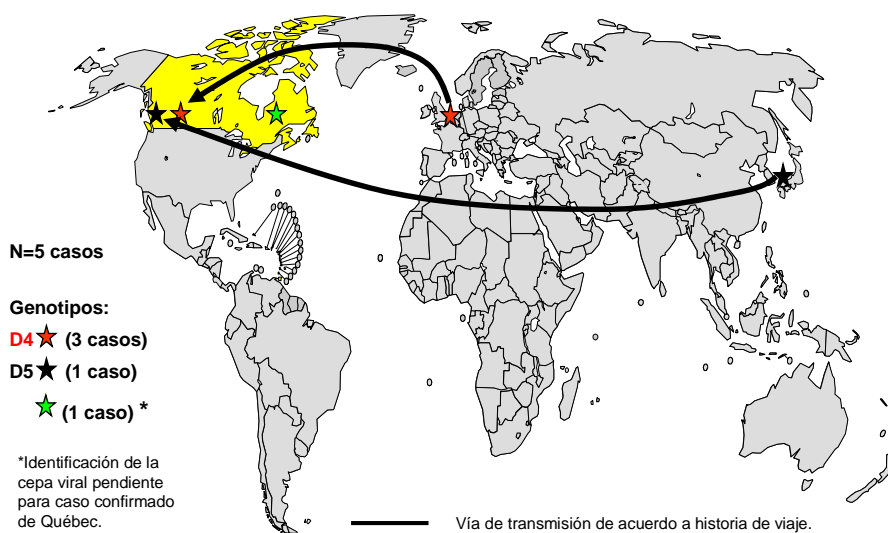 N=5 casos
Genotipos:
D4 (3 casos)
D5 (1 caso)
(1 caso) *
*Identificación de la
cepa viral pendiente
para caso confirmado
de Québec.
Vía de transmisión de acuerdo a historia de viaje.